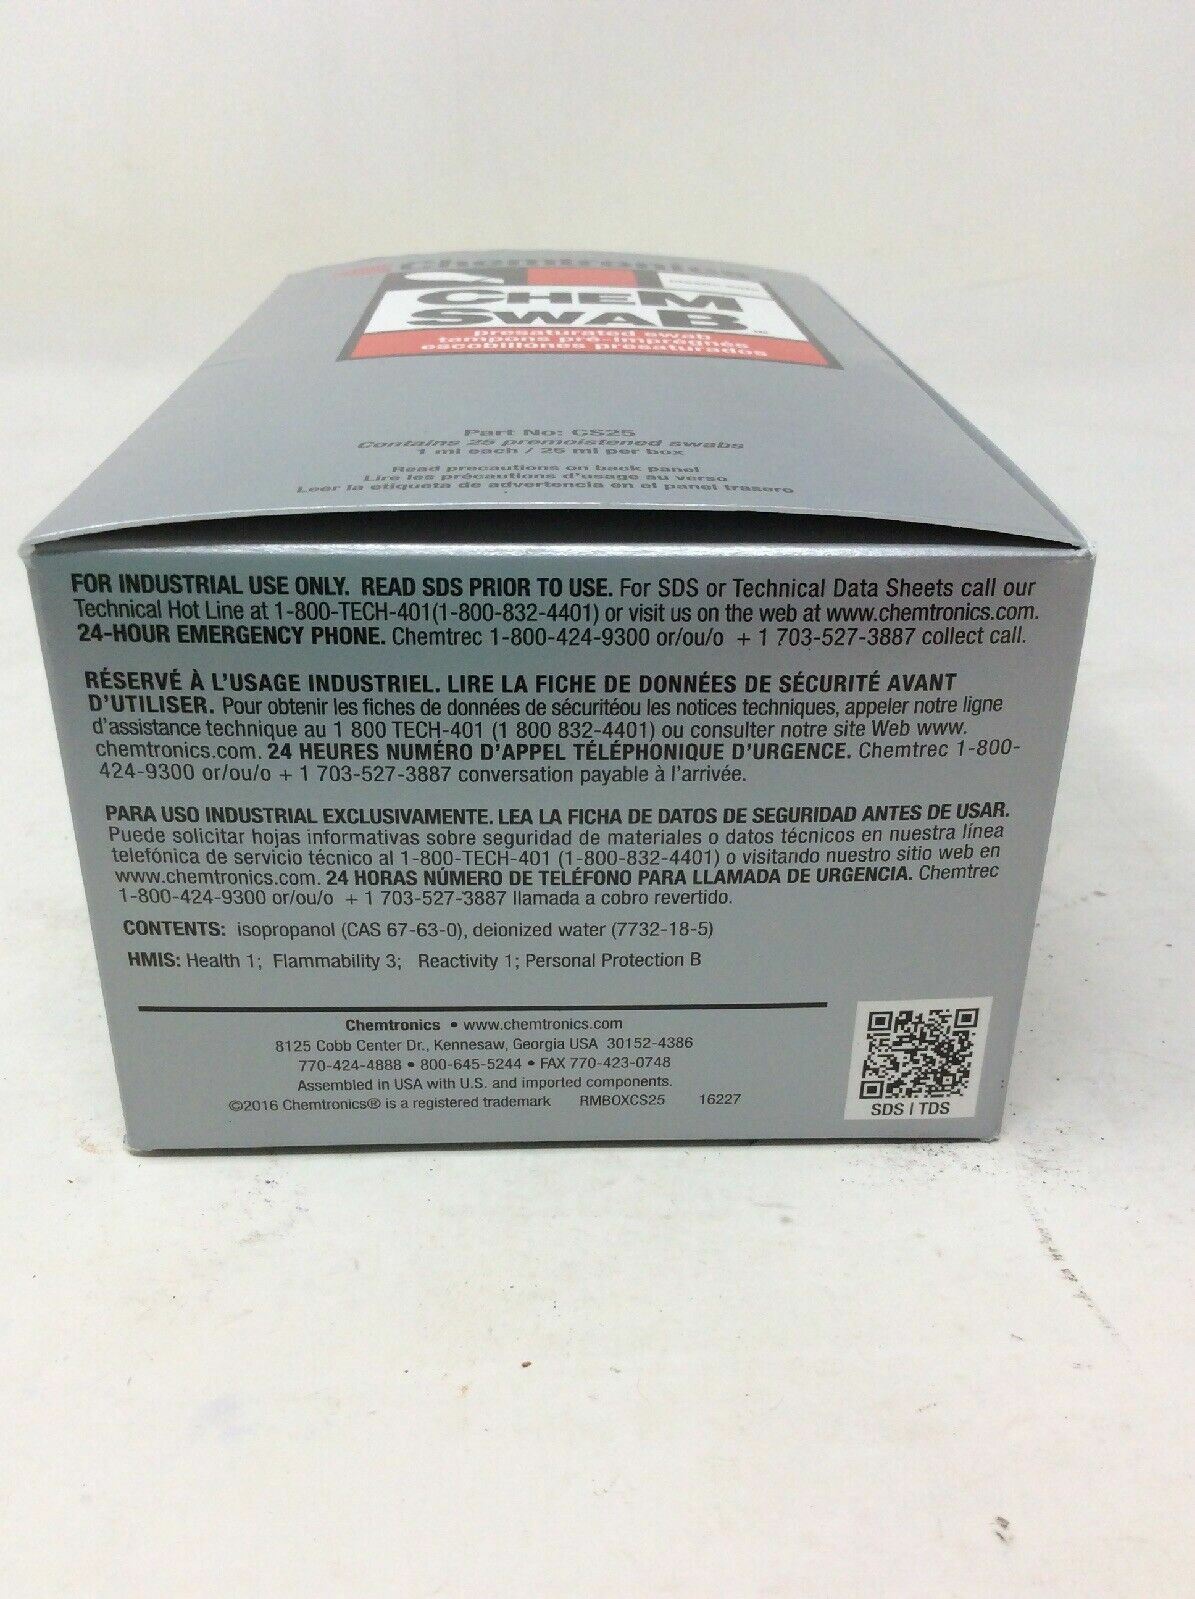 Chemtronics
CHEM
SWAB
presaturated swab
tampons pré-imprégnés
escobillones presaturados
Part No: CS25
Contains 25 premoistened swabs
1 ml each / 25 ml per box
Read precautions on back panel
Lire les précautions d'usage au verso
Leer la etiqueta de advertencia en el panel trasero
FOR INDUSTRIAL USE ONLY. READ SDS PRIOR TO USE. For SDS or Technical Data Sheets call our
Technical Hot Line at 1-800-TECH-401(1-800-832-4401) or visit us on the web at www.chemtronics.com.
24-HOUR EMERGENCY PHONE. Chemtrec 1-800-424-9300 or/ou/o + 1 703-527-3887 collect call.
RÉSERVÉ À L'USAGE INDUSTRIEL. LIRE LA FICHE DE DONNÉES DE SÉCURITÉ AVANT
D'UTILISER. Pour obtenir les fiches de données de sécuritéou les notices techniques, appeler notre ligne
d'assistance technique au 1 800 TECH-401 (1 800 832-4401) ou consulter notre site Web www.
chemtronics.com. 24 HEURES NUMÉRO D'APPEL TÉLÉPHONIQUE D'URGENCE. Chemtrec 1-800-
424-9300 or/ou/o + 1 703-527-3887 conversation payable à l'arrivée.
PARA USO INDUSTRIAL EXCLUSIVAMENTE. LEA LA FICHA DE DATOS DE SEGURIDAD ANTES DE USAR.
Puede solicitar hojas informativas sobre seguridad de materiales o datos técnicos en nuestra línea
telefónica de servicio técnico al 1-800-TECH-401 (1-800-832-4401) o visitando nuestro sitio web en
www.chemtronics.com. 24 HORAS NÚMERO DE TELÉFONO PARA LLAMADA DE URGENCIA. Chemtrec
1-800-424-9300 or/ou/o + 1 703-527-3887 llamada a cobro revertido.
CONTENTS: isopropanol (CAS 67-63-0), deionized water (7732-18-5)
HMIS: Health 1; Flammability 3; Reactivity 1; Personal Protection B
Chemtronics • www.chemtronics.com
8125 Cobb Center Dr., Kennesaw, Georgia USA 30152-4386
770-424-4888 • 800-645-5244 • FAX 770-423-0748
Assembled in USA with U.S. and imported components.
©2016 Chemtronics® is a registered trademark RMBOXCS25 16227
SDS | TDS